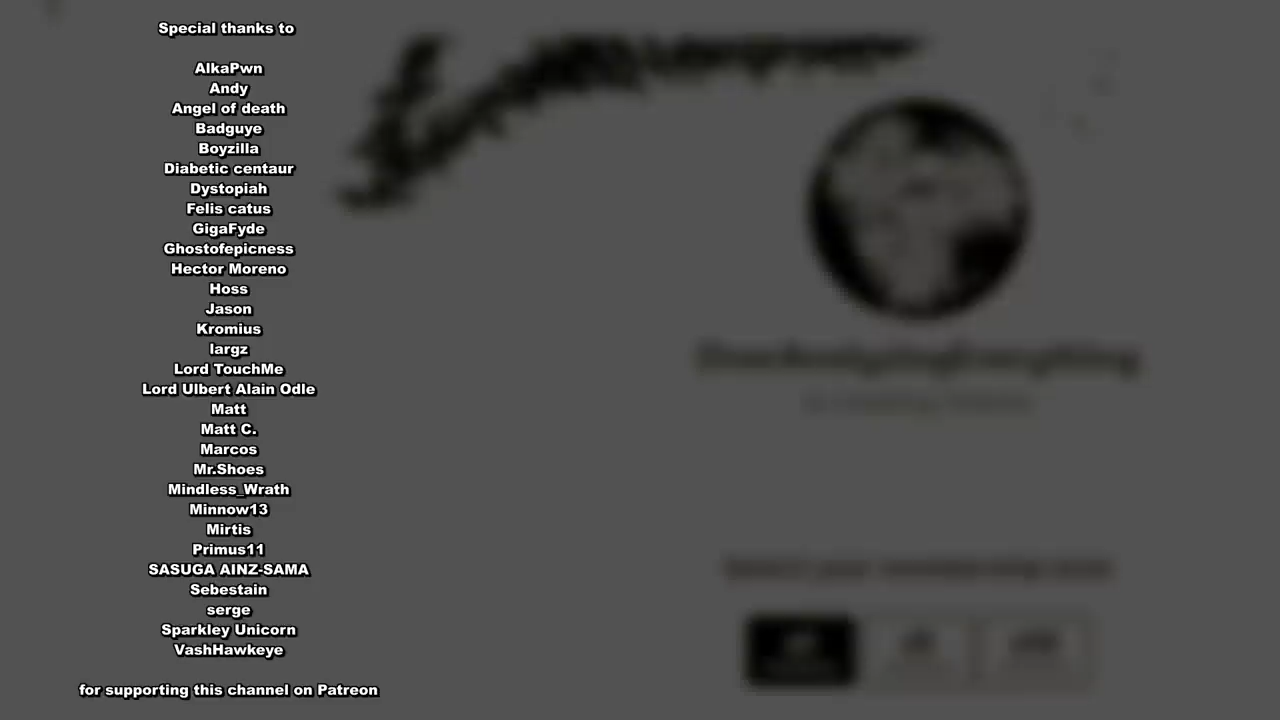 Special thanks to
AlkaPwn
Andy
Angel of death
Badguye
Boyzilla
Diabetic centaur
Dystopiah
Felis catus
GigaFyde
Ghostofepicness
Hector Moreno
Hoss
Jason
Kromius
largz
Lord TouchMe
Lord Ulbert Alain Odle
Matt
Matt C.
Marcos
Mr.Shoes
Mindless_Wrath
Minnow13
Mirtis
Primus11
SASUGA AINZ-SAMA
Sebestain
serge
Sparkley Unicorn
VashHawkeye
for supporting this channel on Patreon